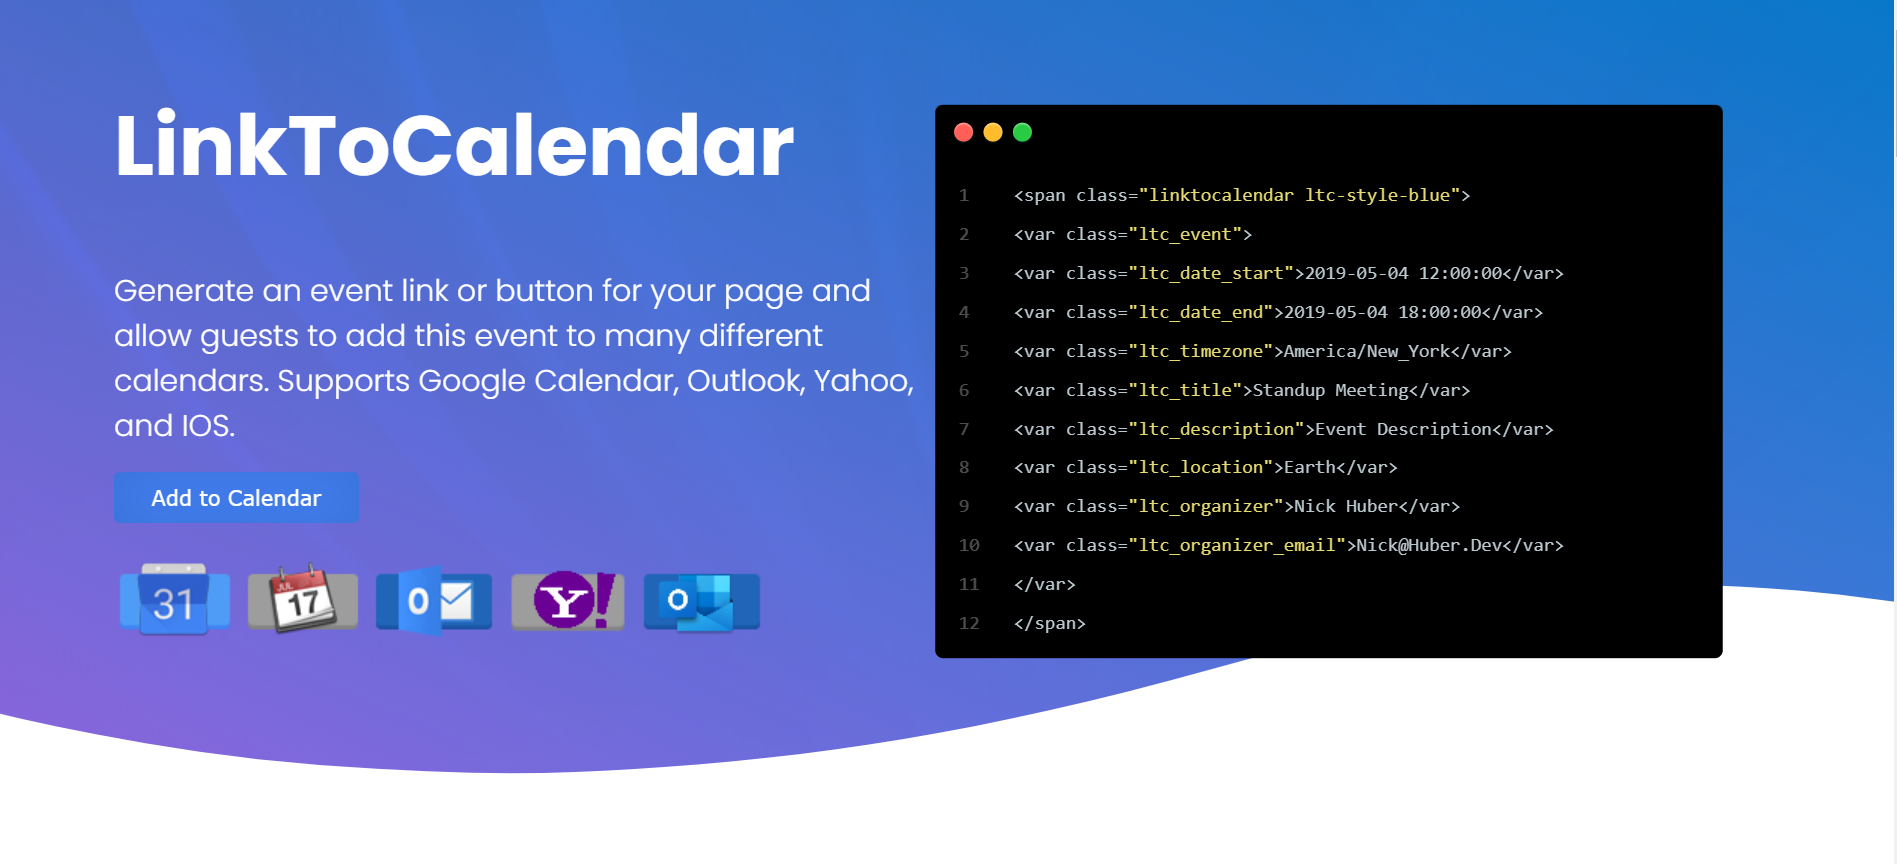 LinkToCalendar
Generate an event link or button for your page and
allow guests to add this event to many different
calendars. Supports Google Calendar, Outlook, Yahoo,
and IOS.
Add to Calendar
31
JUL
17
0
Y!
O
1 <span class="linktocalendar ltc-style-blue">
2 <var class="ltc_event">
3 <var class="ltc_date_start">2019-05-04 12:00:00</var>
4 <var class="ltc_date_end">2019-05-04 18:00:00</var>
5 <var class="ltc_timezone">America/New_York</var>
6 <var class="ltc_title">Standup Meeting</var>
7 <var class="ltc_description">Event Description</var>
8 <var class="ltc_location">Earth</var>
9 <var class="ltc_organizer">Nick Huber</var>
10 <var class="ltc_organizer_email">Nick@Huber.Dev</var>
11 </var>
12 </span>